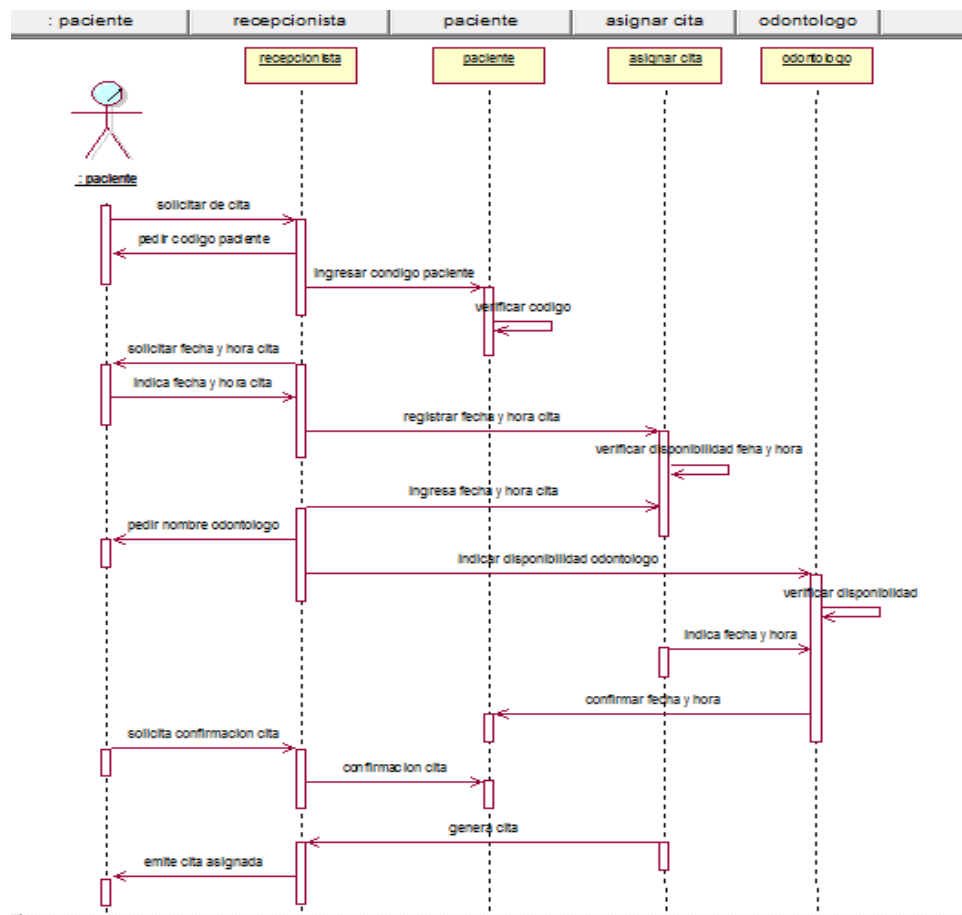 : paciente recepcionista paciente asignar cita odontologo
recepcionista paciente asignar cita odontologo
: paciente
solicitar de cita
pedir codigo paciente
ingresar condigo paciente
verificar codigo
solicitar fecha y hora cita
indica fecha y hora cita
registrar fecha y hora cita
verificar disponibilidad feha y hora
ingresa fecha y hora cita
pedir nombre odontologo
indicar disponibilidad odontologo
verificar disponibilidad
indica fecha y hora
confirmar fecha y hora
solicita confirmacion cita
confirmacion cita
genera cita
emite cita asignada